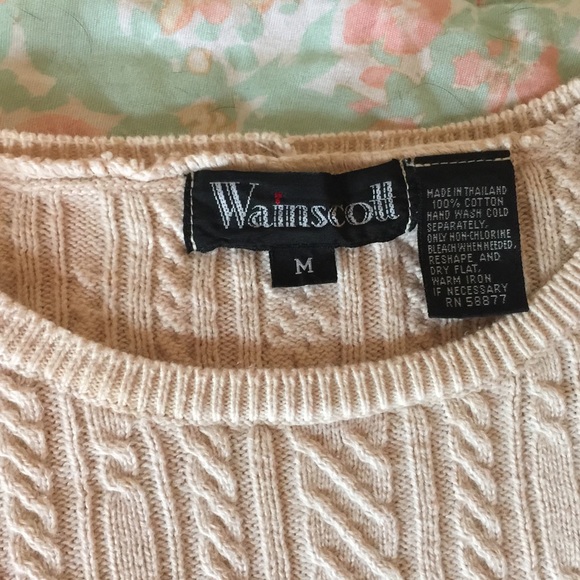 Wainscott
M
MADE IN THAILAND
100% COTTON
HAND WASH COLD
SEPARATELY.
ONLY NON-CHLORINE
BLEACH WHEN NEEDED,
RESHAPE AND
DRY FLAT,
WARM IRON
IF NECESSARY
RN 58877